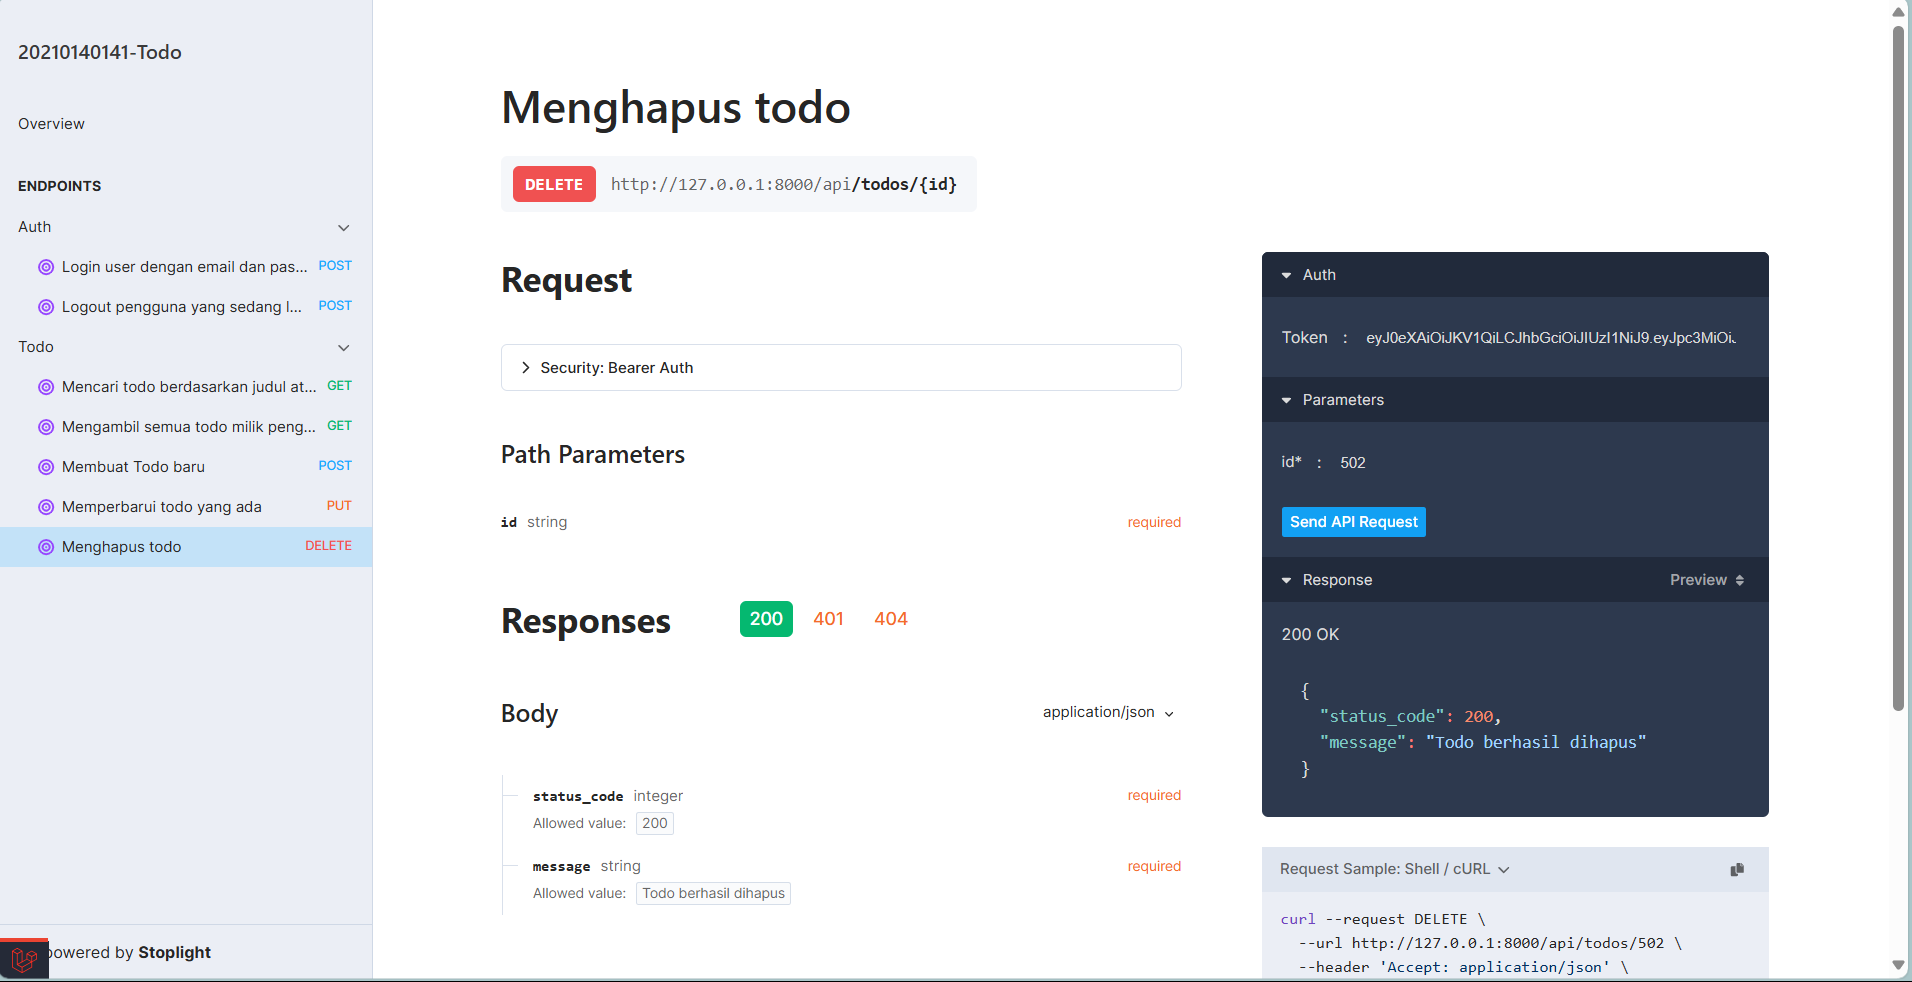 20210140141-Todo
Overview
ENDPOINTS
Auth
Login user dengan email dan pas... POST
Logout pengguna yang sedang l... POST
Todo
Mencari todo berdasarkan judul at... GET
Mengambil semua todo milik peng... GET
Membuat Todo baru POST
Memperbarui todo yang ada PUT
Menghapus todo DELETE
powered by Stoplight
Menghapus todo
DELETE http://127.0.0.1:8000/api/todos/{id}
Request
Security: Bearer Auth
Path Parameters
id string required
Responses 200 401 404
Body application/json
status_code integer required
Allowed value: 200
message string required
Allowed value: Todo berhasil dihapus
Auth
Token : eyJ0eXAiOiJKV1QiLCJhbGciOiJIUzI1NiJ9.eyJpc3MiOi
Parameters
id* : 502
Send API Request
Response Preview
200 OK
{
"status_code": 200,
"message": "Todo berhasil dihapus"
}
Request Sample: Shell / cURL
curl --request DELETE \
--url http://127.0.0.1:8000/api/todos/502 \
--header 'Accept: application/json' \